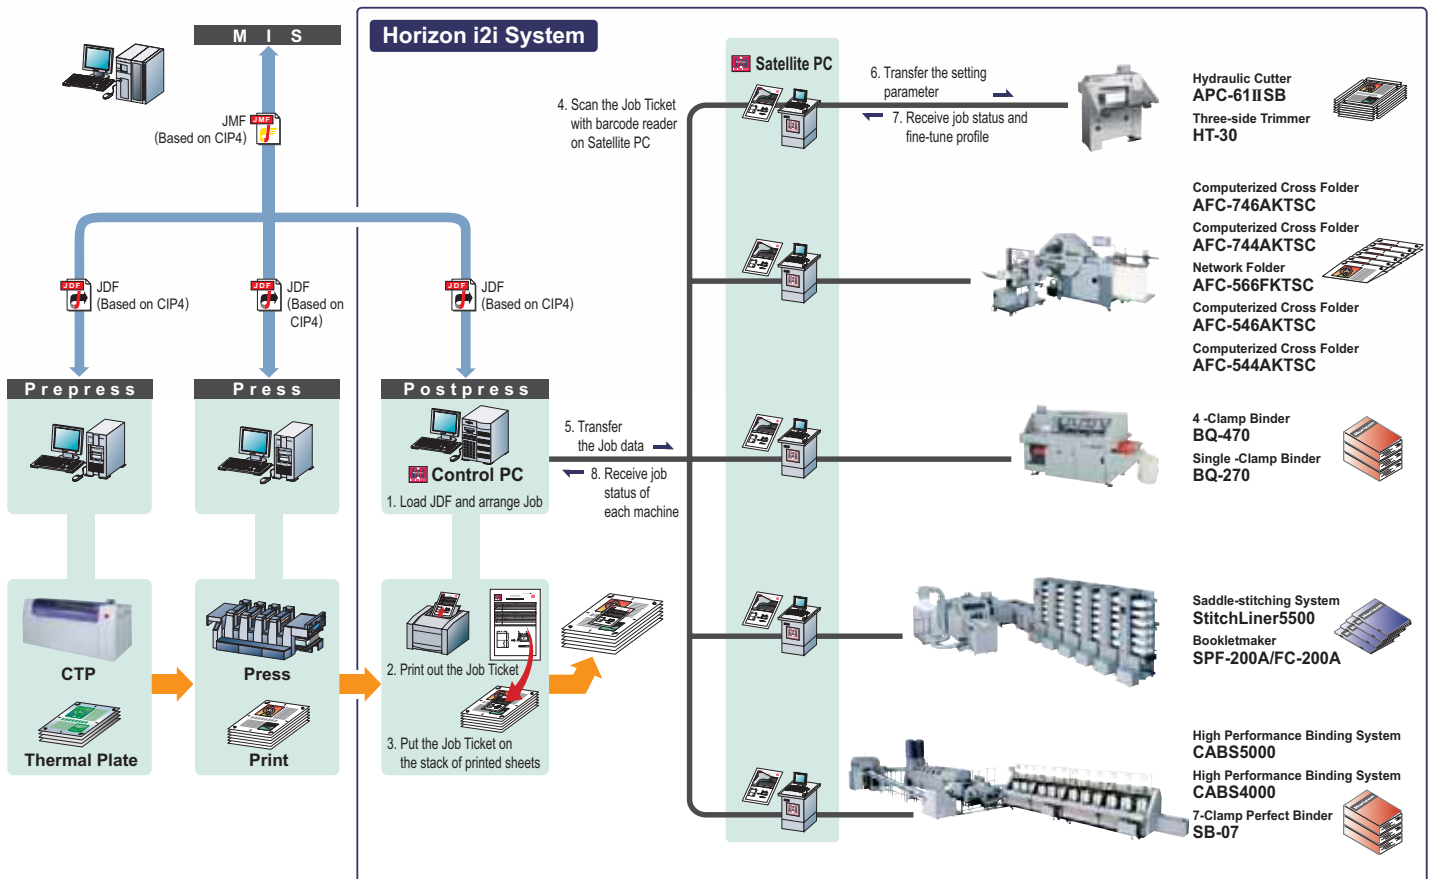 M I S
JMF
(Based on CIP4)
JMF
JDF
JDF
(Based on CIP4)
JDF
JDF
(Based on
CIP4)
JDF
JDF
(Based on CIP4)
Prepress
Press
Postpress
CTP
Thermal Plate
Press
Print
Horizon i2i System
Control PC
1. Load JDF and arrange Job
2. Print out the Job Ticket
3. Put the Job Ticket on
the stack of printed sheets
4. Scan the Job Ticket
with barcode reader
on Satellite PC
5. Transfer
the Job data
8. Receive job
status of
each machine
Satellite PC
6. Transfer the setting
parameter
7. Receive job status and
fine-tune profile
Hydraulic Cutter
APC-61ⅡSB
Three-side Trimmer
HT-30
Computerized Cross Folder
AFC-746AKTSC
Computerized Cross Folder
AFC-744AKTSC
Network Folder
AFC-566FKTSC
Computerized Cross Folder
AFC-546AKTSC
Computerized Cross Folder
AFC-544AKTSC
4 -Clamp Binder
BQ-470
Single -Clamp Binder
BQ-270
Saddle-stitching System
StitchLiner5500
Bookletmaker
SPF-200A/FC-200A
High Performance Binding System
CABS5000
High Performance Binding System
CABS4000
7-Clamp Perfect Binder
SB-07